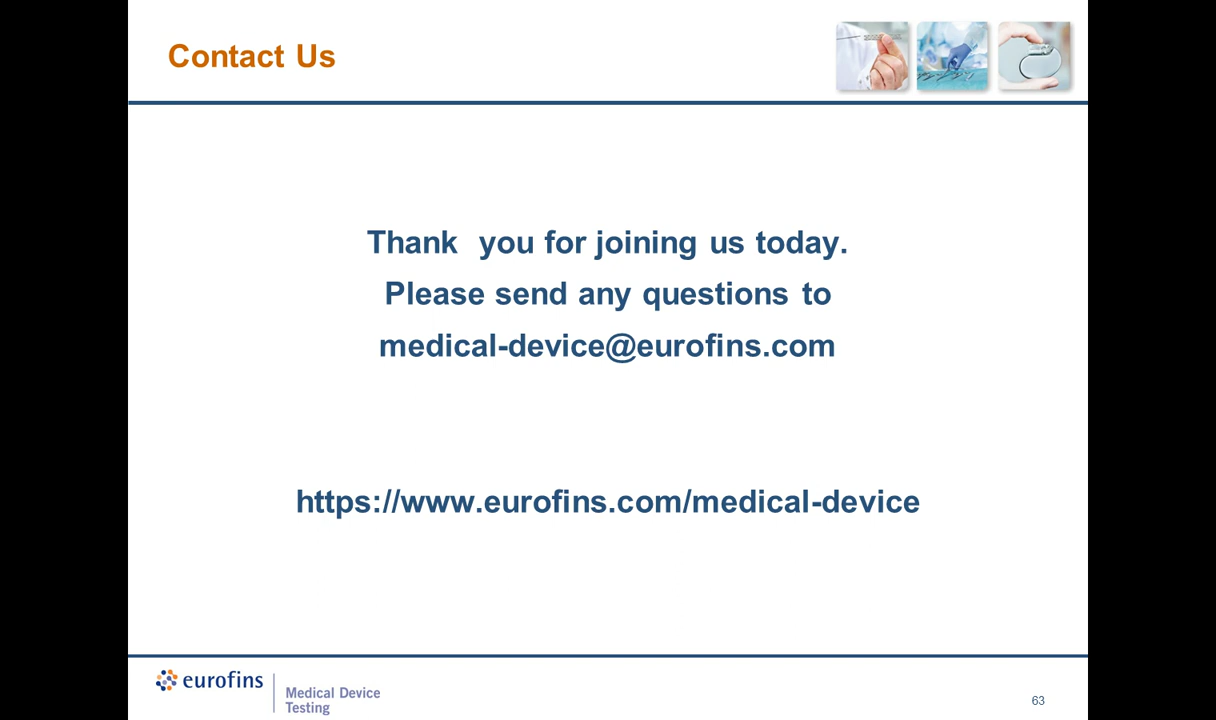 Contact Us
Thank  you for joining us today.
Please send any questions to
medical-device@eurofins.com
https://www.eurofins.com/medical-device
eurofins
Medical Device
Testing
63